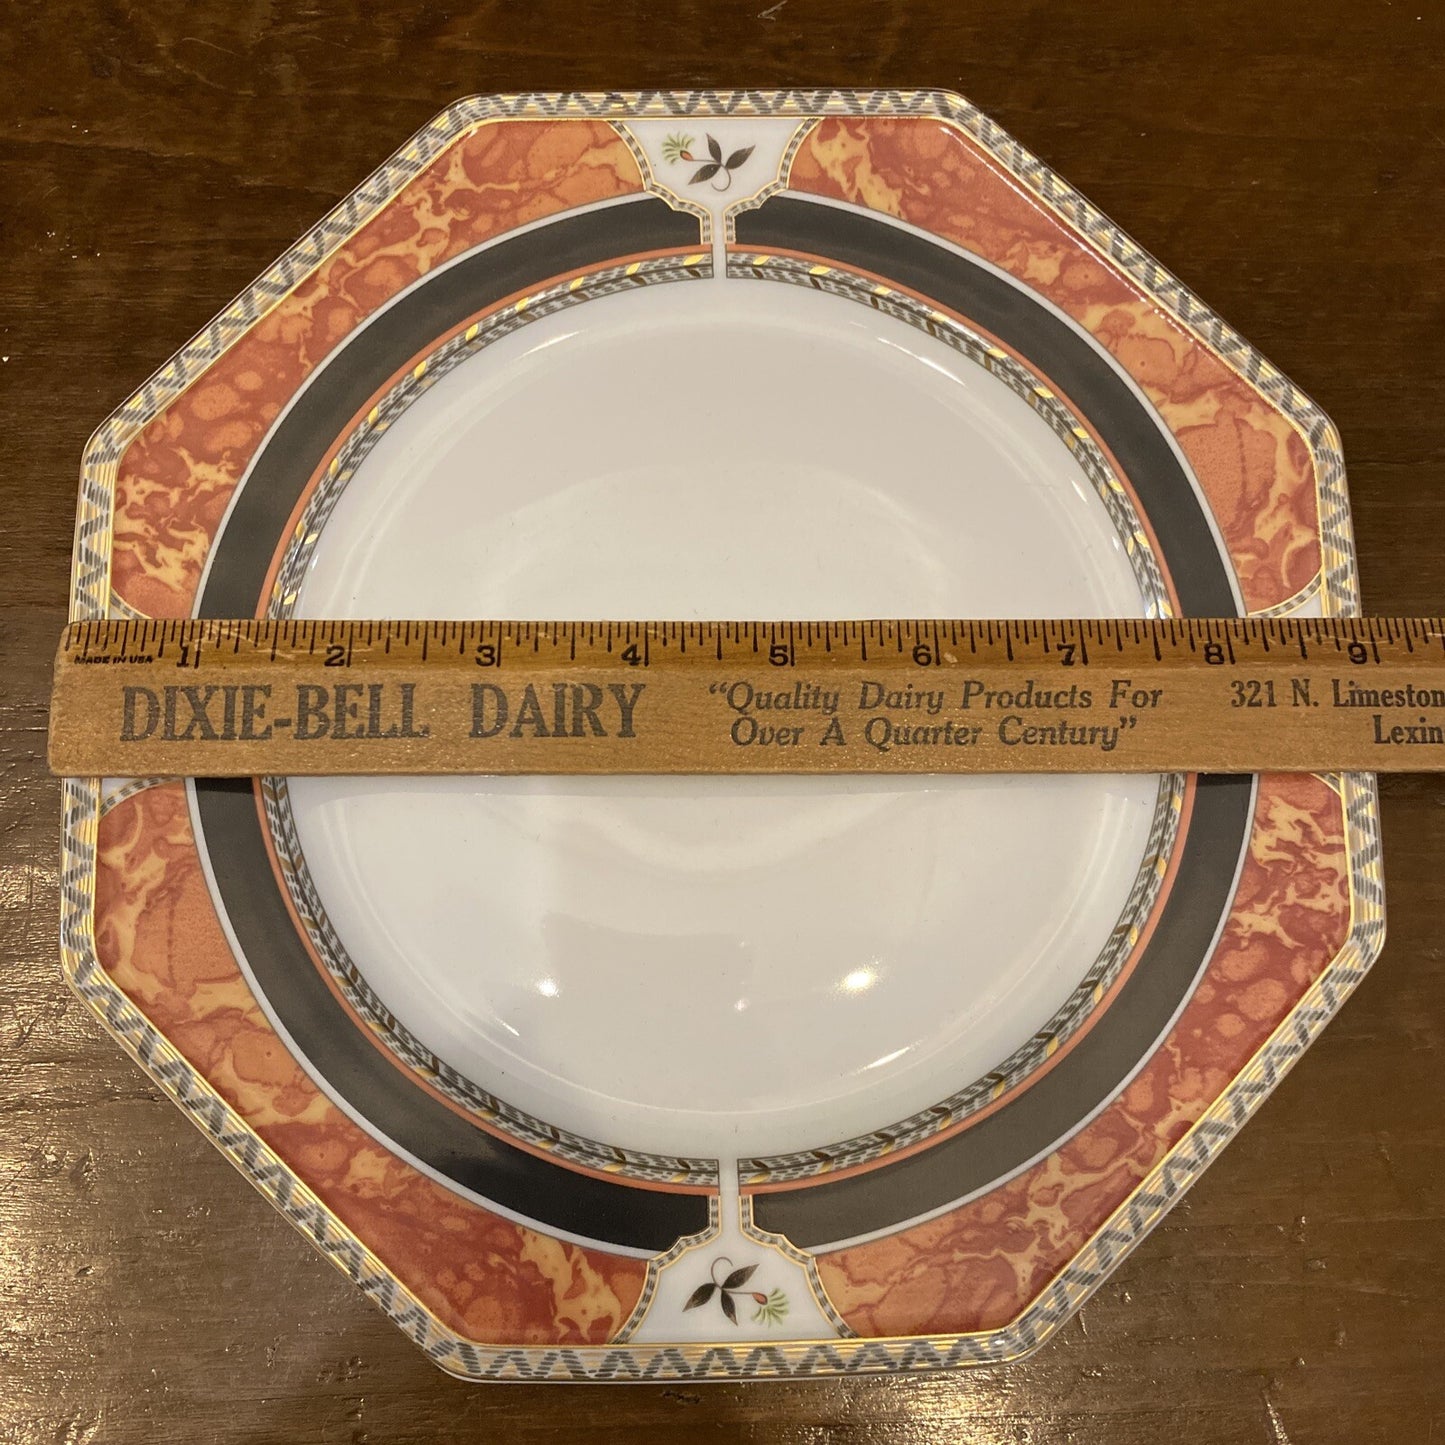 1 2 3 4 5 6 7 8 9
MADE IN USA
DIXIE-BELL DAIRY
"Quality Dairy Products For
Over A Quarter Century"
321 N. Limeston
Lexin